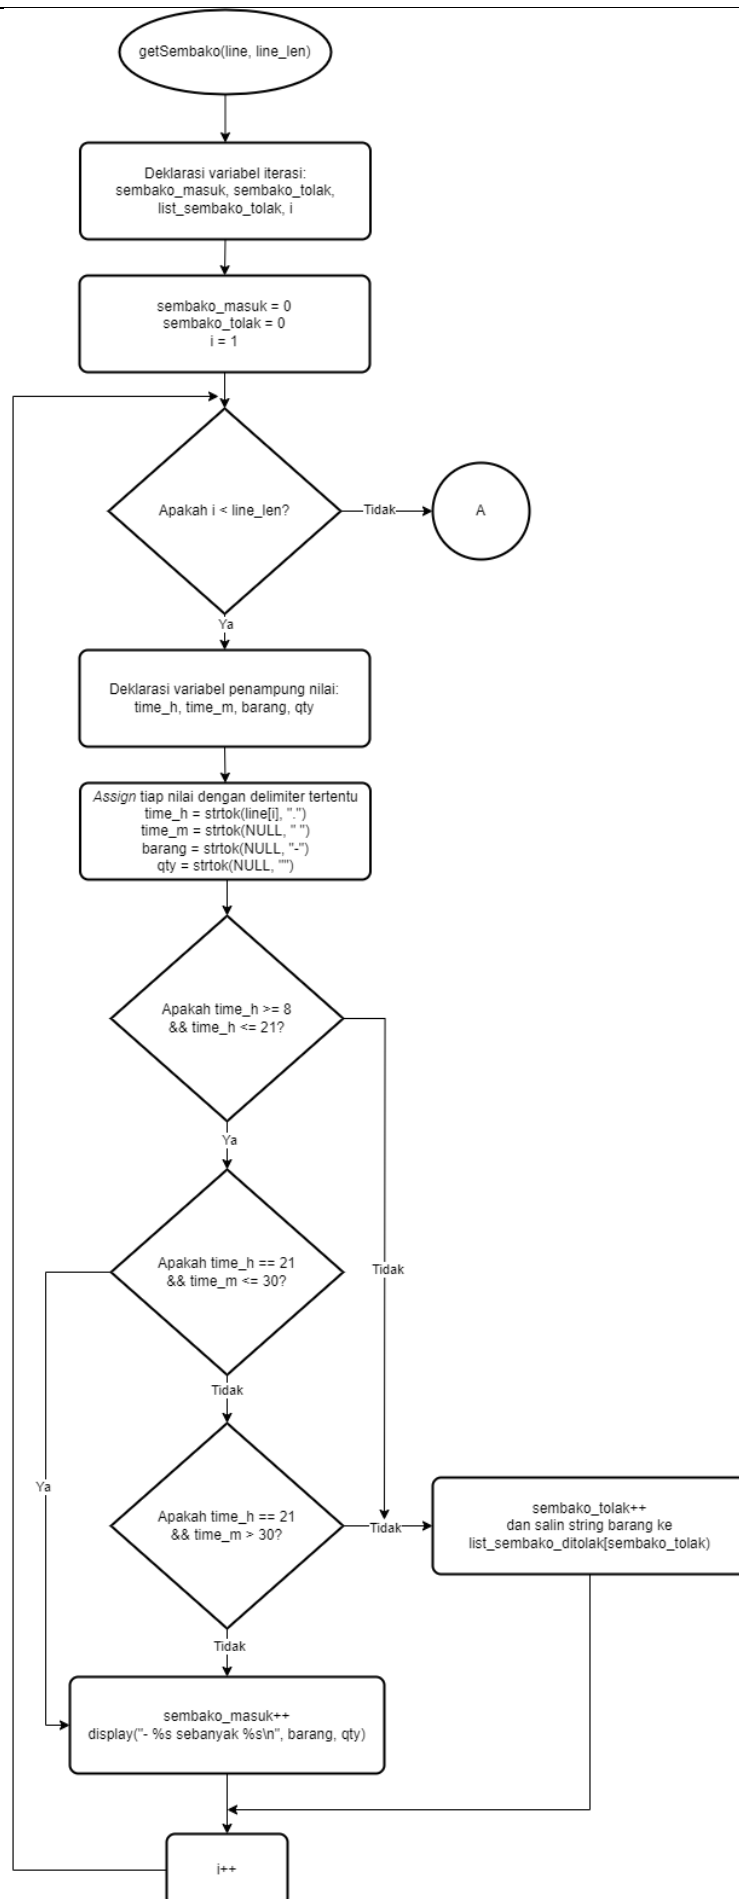 getSembako(line, line_len)
Deklarasi variabel iterasi:
sembako_masuk, sembako_tolak,
list_sembako_tolak, i
sembako_masuk = 0
sembako_tolak = 0
i = 1
Apakah i < line_len?
Tidak
A
Ya
Deklarasi variabel penampung nilai:
time_h, time_m, barang, qty
Assign tiap nilai dengan delimiter tertentu
time_h = strtok(line[i], ".")
time_m = strtok(NULL, " ")
barang = strtok(NULL, "-")
qty = strtok(NULL, "")
Apakah time_h >= 8
&& time_h <= 21?
Ya
Tidak
Apakah time_h == 21
&& time_m <= 30?
Tidak
Ya
Apakah time_h == 21
&& time_m > 30?
Tidak
sembako_tolak++
dan salin string barang ke
list_sembako_ditolak[sembako_tolak)
Tidak
sembako_masuk++
display("- %s sebanyak %s\n", barang, qty)
i++